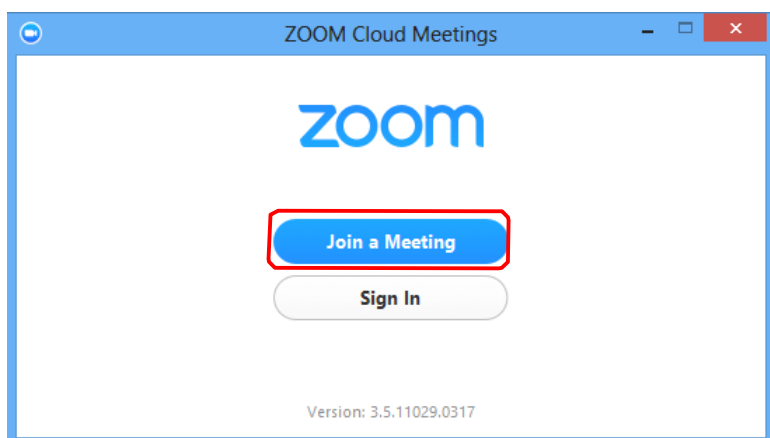 ZOOM Cloud Meetings
zoom
Join a Meeting
Sign In
Version: 3.5.11029.0317